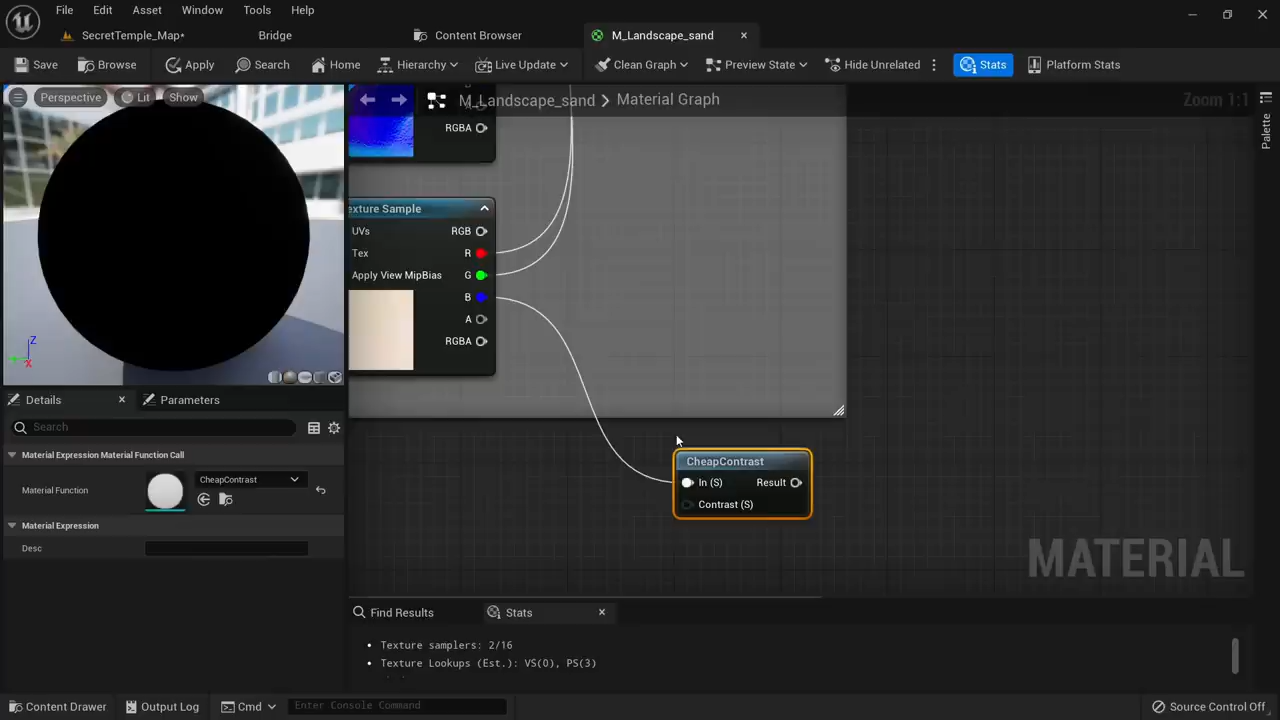 File Edit Asset Window Tools Help
SecretTemple_Map* Bridge Content Browser M_Landscape_sand
Save Browse Apply Search Home Hierarchy Live Update Clean Graph Preview State Hide Unrelated Stats Platform Stats
Perspective Lit Show
M_Landscape_sand > Material Graph
Zoom 1:1
Palette
RGBA
exture Sample
UVs RGB
Tex R
Apply View MipBias G
B
A
RGBA
Z
X
Details Parameters
Search
Material Expression Material Function Call
Material Function CheapContrast
Material Expression
Desc
CheapContrast
In (S) Result
Contrast (S)
MATERIAL
Find Results Stats
• Texture samplers: 2/16
• Texture Lookups (Est.): VS(0), PS(3)
Content Drawer Output Log Cmd Enter Console Command Source Control Off